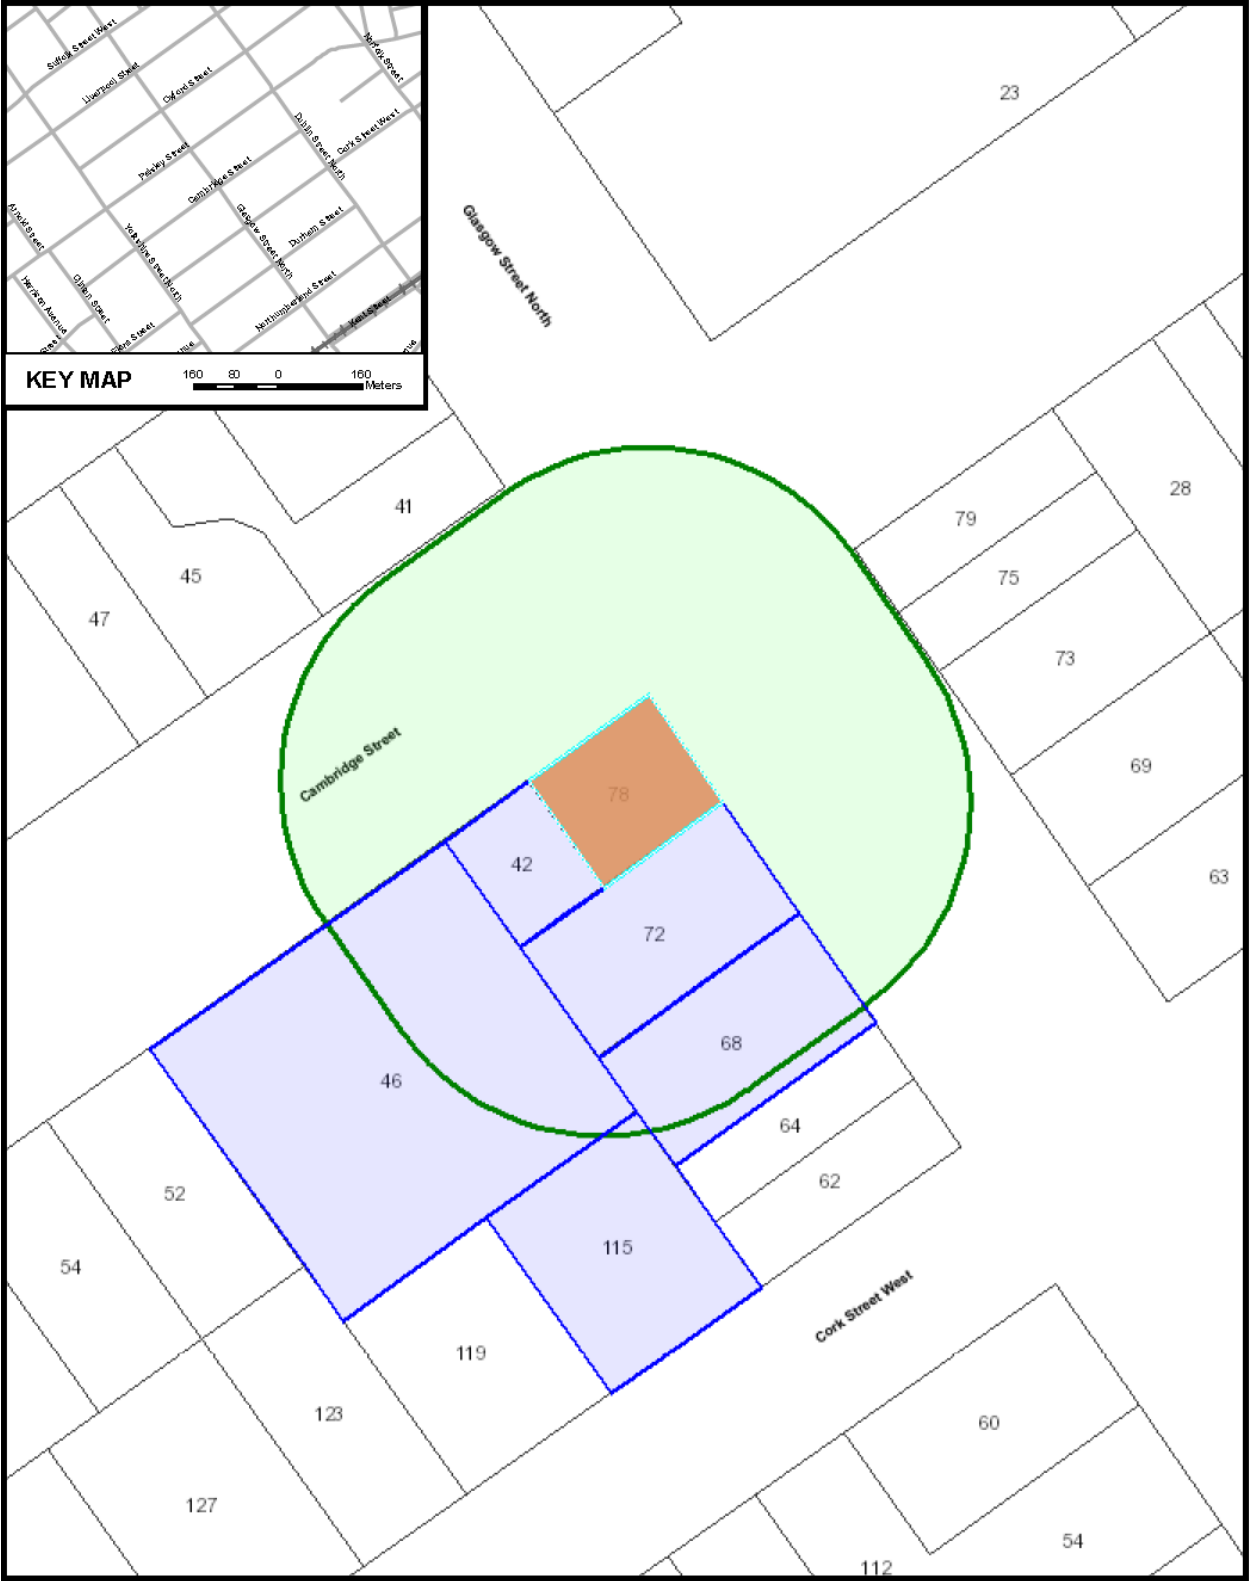 Suffolk Street West
Liverpool Street
Oxford Street
Norfolk Street
Dublin Street North
Cork Street West
Paisley Street
Cambridge Street
Glasgow Street North
Durham Street
Arnold Street
Yorkshire Street North
Clinton Street
Harrison Avenue
Northumberland Street
Kent Street
Elora Street
Street
KEY MAP
160 80 0 160
Meters
23
Glasgow Street North
28
41
79
45
75
47
73
69
Cambridge Street
78
42
63
72
68
46
64
62
52
115
54
Cork Street West
119
123
60
127
54
112